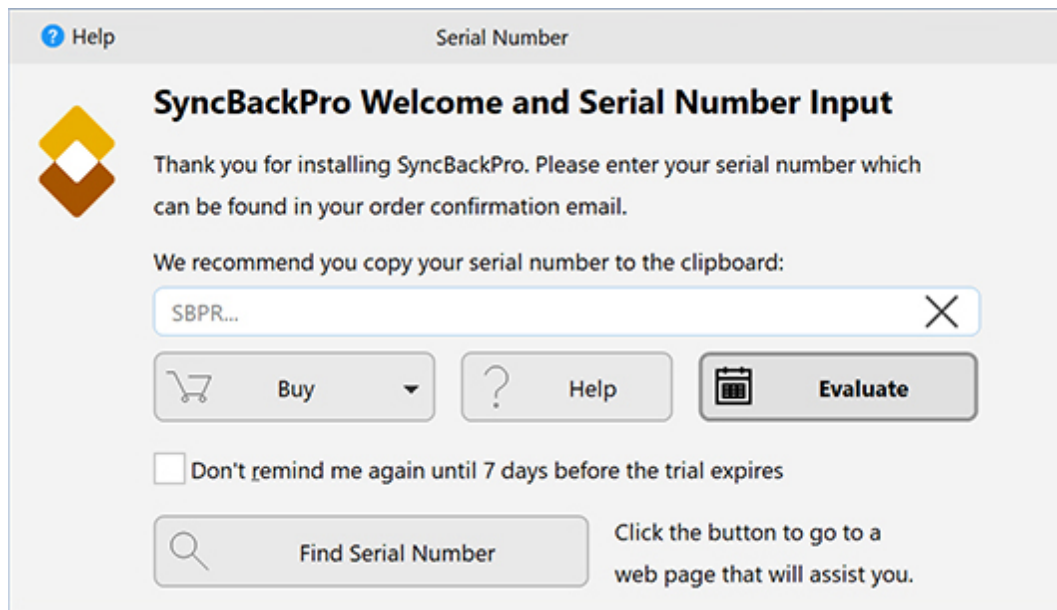 Help
Serial Number
SyncBackPro Welcome and Serial Number Input
Thank you for installing SyncBackPro. Please enter your serial number which
can be found in your order confirmation email.
We recommend you copy your serial number to the clipboard:
SBPR...
Buy
Help
Evaluate
Don't remind me again until 7 days before the trial expires
Find Serial Number
Click the button to go to a
web page that will assist you.